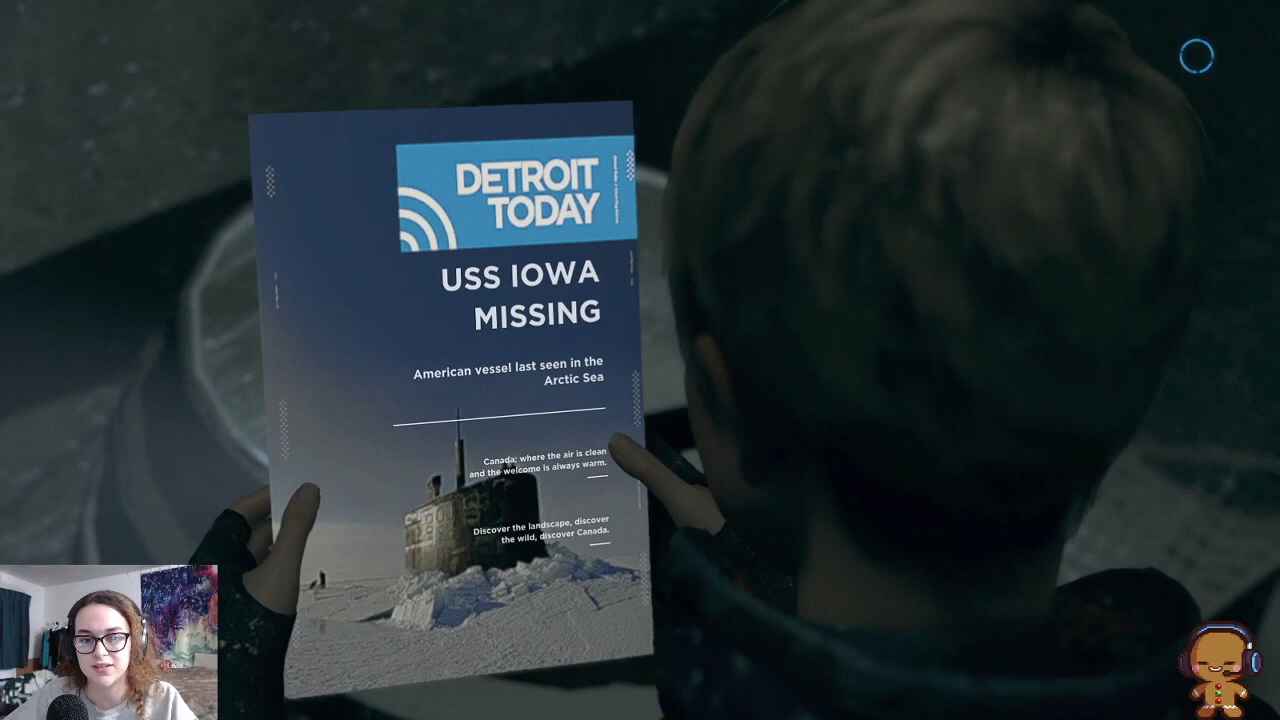 DETROIT
TODAY
USS IOWA
MISSING
American vessel last seen in the
Arctic Sea
Canada: where the air is clean
and the welcome is always warm.
Discover the landscape, discover
the wild, discover Canada.